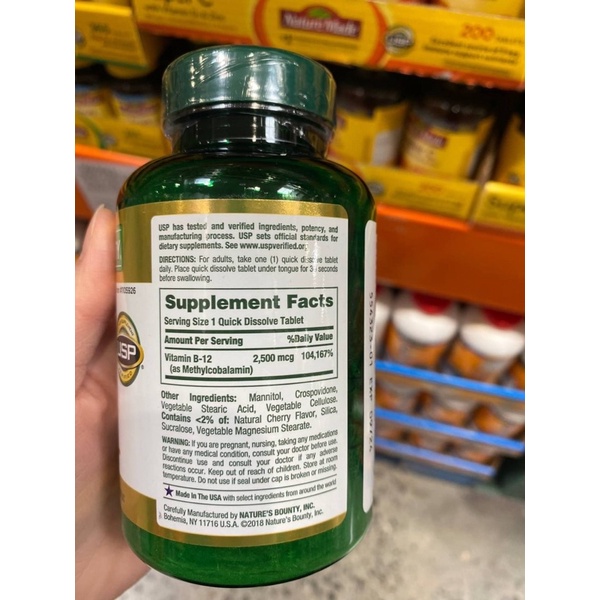 Nature Made
200 TABLETS
USP has tested and verified ingredients, potency, and
manufacturing process. USP sets official standards for
dietary supplements. See www.uspverified.or
DIRECTIONS: For adults, take one (1) quick dissolve tablet
daily. Place quick dissolve tablet under tongue for 3 seconds
before swallowing.
Supplement Facts
Serving Size 1 Quick Dissolve Tablet
Amount Per Serving %Daily Value
Vitamin B-12 2,500 mcg 104,167%
(as Methylcobalamin)
Other Ingredients: Mannitol, Crospovidone,
Vegetable Stearic Acid, Vegetable Cellulose.
Contains <2% of: Natural Cherry Flavor, Silica,
Sucralose, Vegetable Magnesium Stearate.
WARNING: If you are pregnant, nursing, taking any medications
or have any medical condition, consult your doctor before use.
Discontinue use and consult your doctor if any adverse
reactions occur. Keep out of reach of children. Store at room
temperature. Do not use if seal under cap is broken or missing.
Made in The USA with select ingredients from around the world
Carefully Manufactured by NATURE'S BOUNTY, INC.
Bohemia, NY 11716 U.S.A. ©2018 Nature's Bounty, Inc.
USP